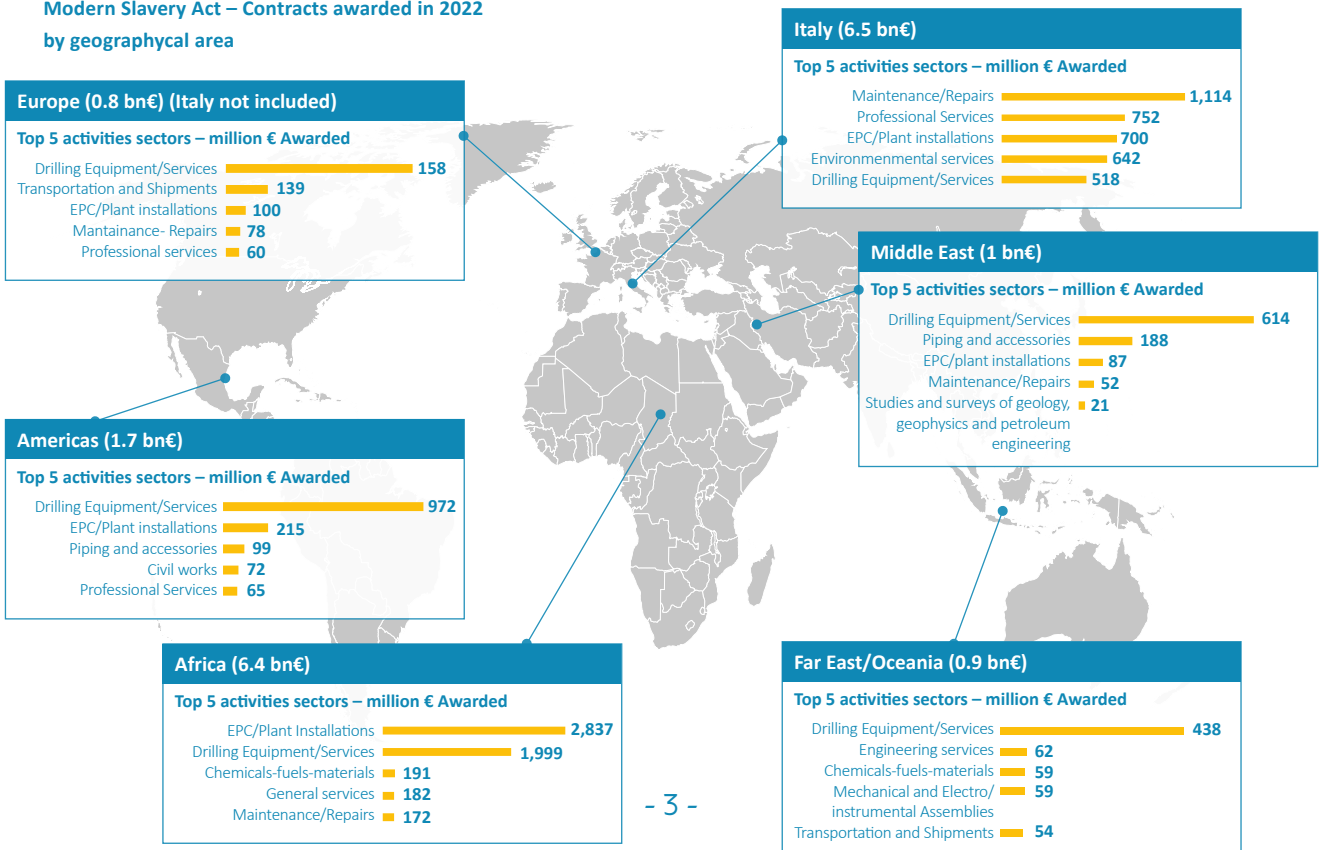 Modern Slavery Act – Contracts awarded in 2022
by geographycal area
Europe (0.8 bn€) (Italy not included)
Top 5 activities sectors – million € Awarded
Drilling Equipment/Services 158
Transportation and Shipments 139
EPC/Plant installations 100
Mantainance- Repairs 78
Professional services 60
Italy (6.5 bn€)
Top 5 activities sectors – million € Awarded
Maintenance/Repairs 1,114
Professional Services 752
EPC/Plant installations 700
Environmenmental services 642
Drilling Equipment/Services 518
Middle East (1 bn€)
Top 5 activities sectors – million € Awarded
Drilling Equipment/Services 614
Piping and accessories 188
EPC/plant installations 87
Maintenance/Repairs 52
Studies and surveys of geology, 21
geophysics and petroleum
engineering
Americas (1.7 bn€)
Top 5 activities sectors – million € Awarded
Drilling Equipment/Services 972
EPC/Plant installations 215
Piping and accessories 99
Civil works 72
Professional Services 65
Africa (6.4 bn€)
Top 5 activities sectors – million € Awarded
EPC/Plant Installations 2,837
Drilling Equipment/Services 1,999
Chemicals-fuels-materials 191
General services 182
Maintenance/Repairs 172
Far East/Oceania (0.9 bn€)
Top 5 activities sectors – million € Awarded
Drilling Equipment/Services 438
Engineering services 62
Chemicals-fuels-materials 59
Mechanical and Electro/ 59
instrumental Assemblies
Transportation and Shipments 54
- 3 -